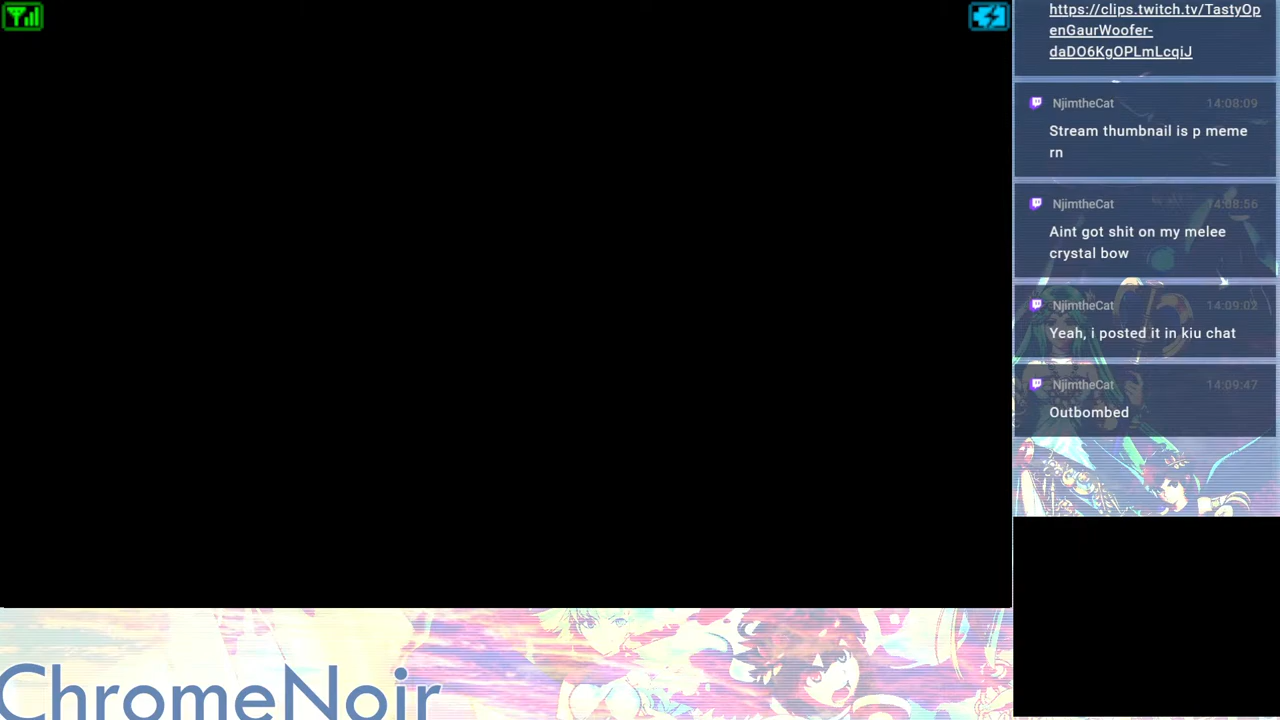 https://clips.twitch.tv/TastyOp
enGaurWoofer-
daDO6KgOPLmLcqiJ
NjimtheCat 14:08:09
Stream thumbnail is p meme
rn
NjimtheCat 14:08:56
Aint got shit on my melee
crystal bow
NjimtheCat 14:09:02
Yeah, i posted it in kiu chat
NjimtheCat 14:09:47
Outbombed
ChromeNoir